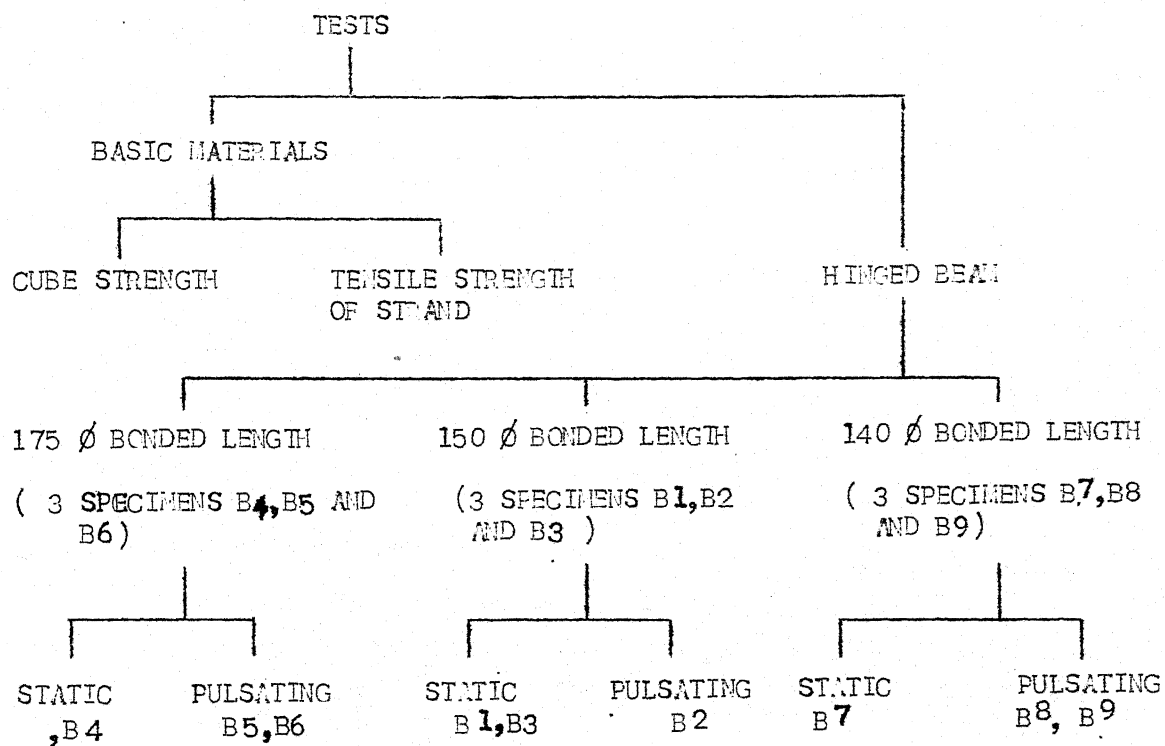 TESTS
BASIC MATERIALS
CUBE STRENGTH
TENSILE STRENGTH
OF STRAND
HINGED BEAM
175 Ø BONDED LENGTH
( 3 SPECIMENS B4,B5 AND
B6)
150 Ø BONDED LENGTH
(3 SPECIMENS B1,B2
AND B3 )
140 Ø BONDED LENGTH
( 3 SPECIMENS B7,B8
AND B9)
STATIC
,B4
PULSATING
B5,B6
STATIC
B1,B3
PULSATING
B2
STATIC
B7
PULSATING
B8, B9